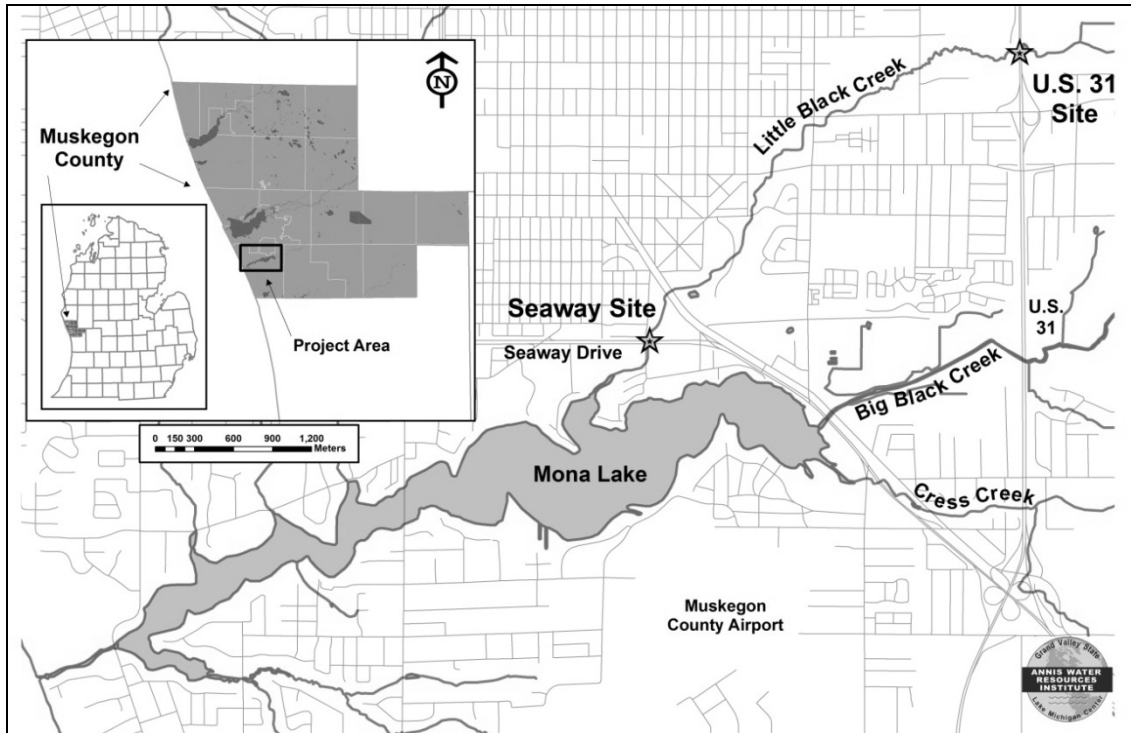 N
Muskegon
County
Project Area
0 150 300 600 900 1,200
Meters
Little Black Creek
U.S. 31
Site
Seaway Site
Seaway Drive
U.S.
31
Big Black Creek
Mona Lake
Cress Creek
Muskegon
County Airport
Grand Valley State
ANNIS WATER
RESOURCES
INSTITUTE
Lake Michigan Center